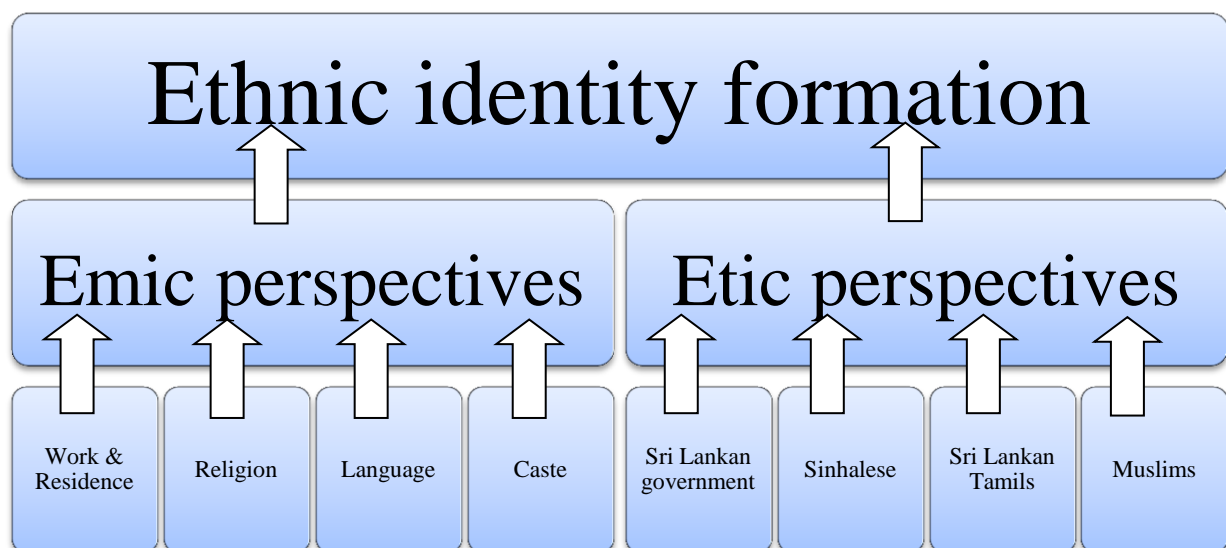 Ethnic identity formation
Emic perspectives
Etic perspectives
Work &
Residence
Religion
Language
Caste
Sri Lankan
government
Sinhalese
Sri Lankan
Tamils
Muslims